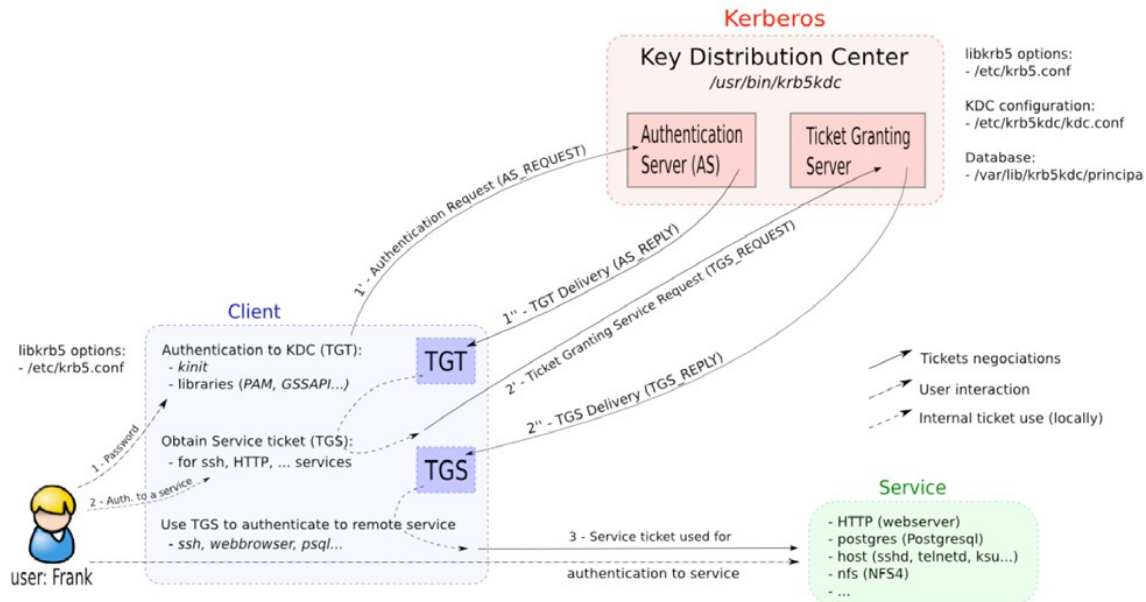 Kerberos
Key Distribution Center
/usr/bin/krb5kdc
Authentication
Server (AS)
Ticket Granting
Server
libkrb5 options:
- /etc/krb5.conf
KDC configuration:
- /etc/krb5kdc/kdc.conf
Database:
- /var/lib/krb5kdc/principa
1' - Authentication Request (AS_REQUEST)
1'' - TGT Delivery (AS_REPLY)
2' - Ticket Granting Service Request (TGS_REQUEST)
2'' - TGS Delivery (TGS_REPLY)
Client
libkrb5 options:
- /etc/krb5.conf
Authentication to KDC (TGT):
- kinit
- libraries (PAM, GSSAPI...)
TGT
Obtain Service ticket (TGS):
- for ssh, HTTP, ... services
TGS
Use TGS to authenticate to remote service
- ssh, webbrowser, psql...
1 - Password
2 - Auth. to a service
user: Frank
3 - Service ticket used for
authentication to service
Tickets negociations
User interaction
Internal ticket use (locally)
Service
- HTTP (webserver)
- postgres (Postgresql)
- host (sshd, telnetd, ksu...)
- nfs (NFS4)
- ...